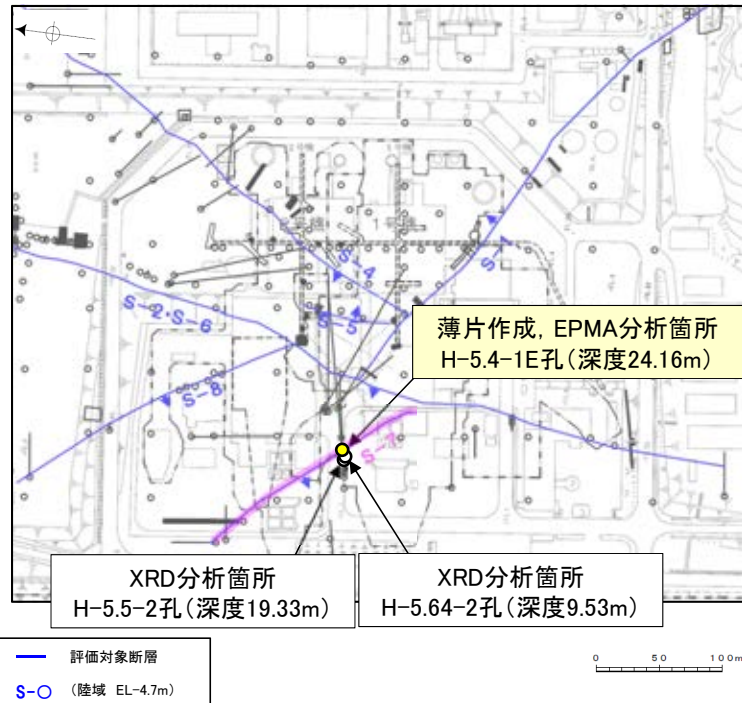 S-4
S-1
S-5
S-2・S-6
S-8
S-7
薄片作成, EPMA分析箇所
H-5.4-1E孔(深度24.16m)
XRD分析箇所
H-5.5-2孔(深度19.33m)
XRD分析箇所
H-5.64-2孔(深度9.53m)
評価対象断層
S-○ (陸域 EL-4.7m)
0 50 100m